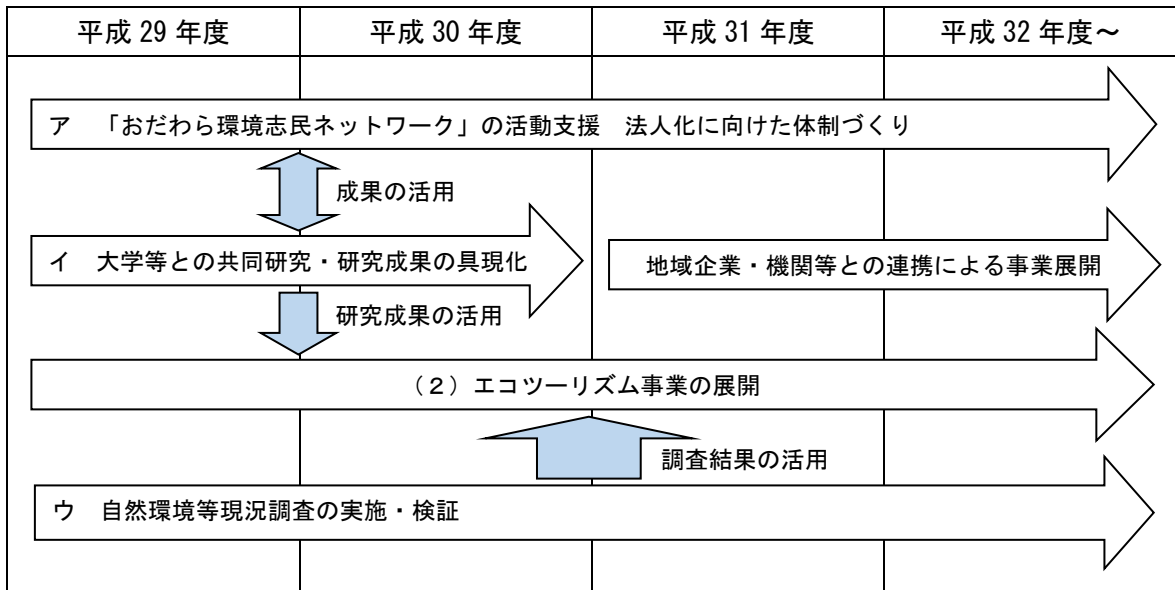 平成 29 年度
平成 30 年度
平成 31 年度
平成 32 年度～
ア 「おだわら環境志民ネットワーク」の活動支援 法人化に向けた体制づくり
成果の活用
イ 大学等との共同研究・研究成果の具現化
地域企業・機関等との連携による事業展開
研究成果の活用
（２）エコツーリズム事業の展開
調査結果の活用
ウ 自然環境等現況調査の実施・検証